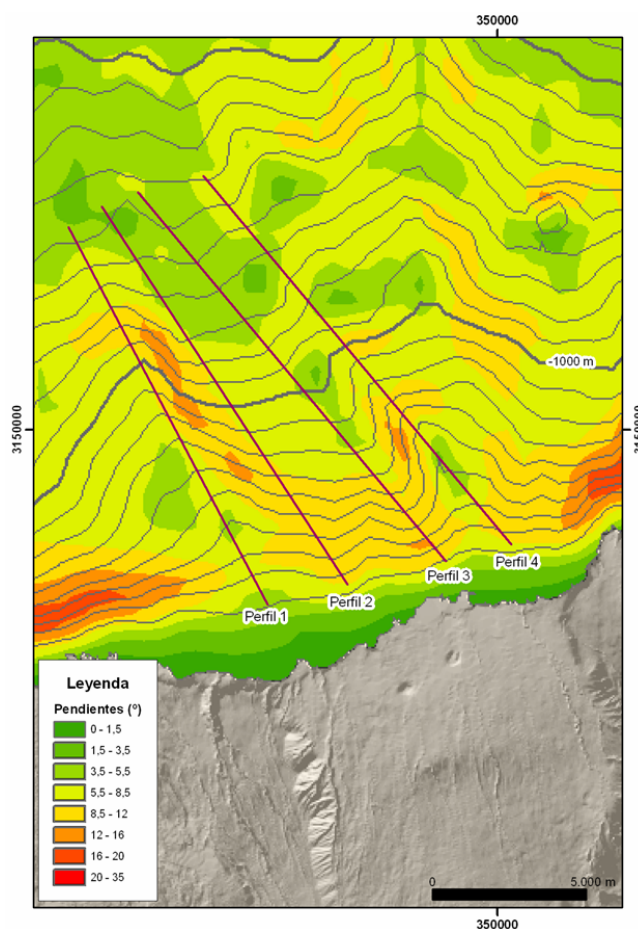 350000
-1000 m
3150000
3150000
Perfil 4
Perfil 3
Perfil 2
Perfil 1
Leyenda
Pendientes (º)
0 - 1,5
1,5 - 3,5
3,5 - 5,5
5,5 - 8,5
8,5 - 12
12 - 16
16 - 20
20 - 35
0
5.000 m
350000